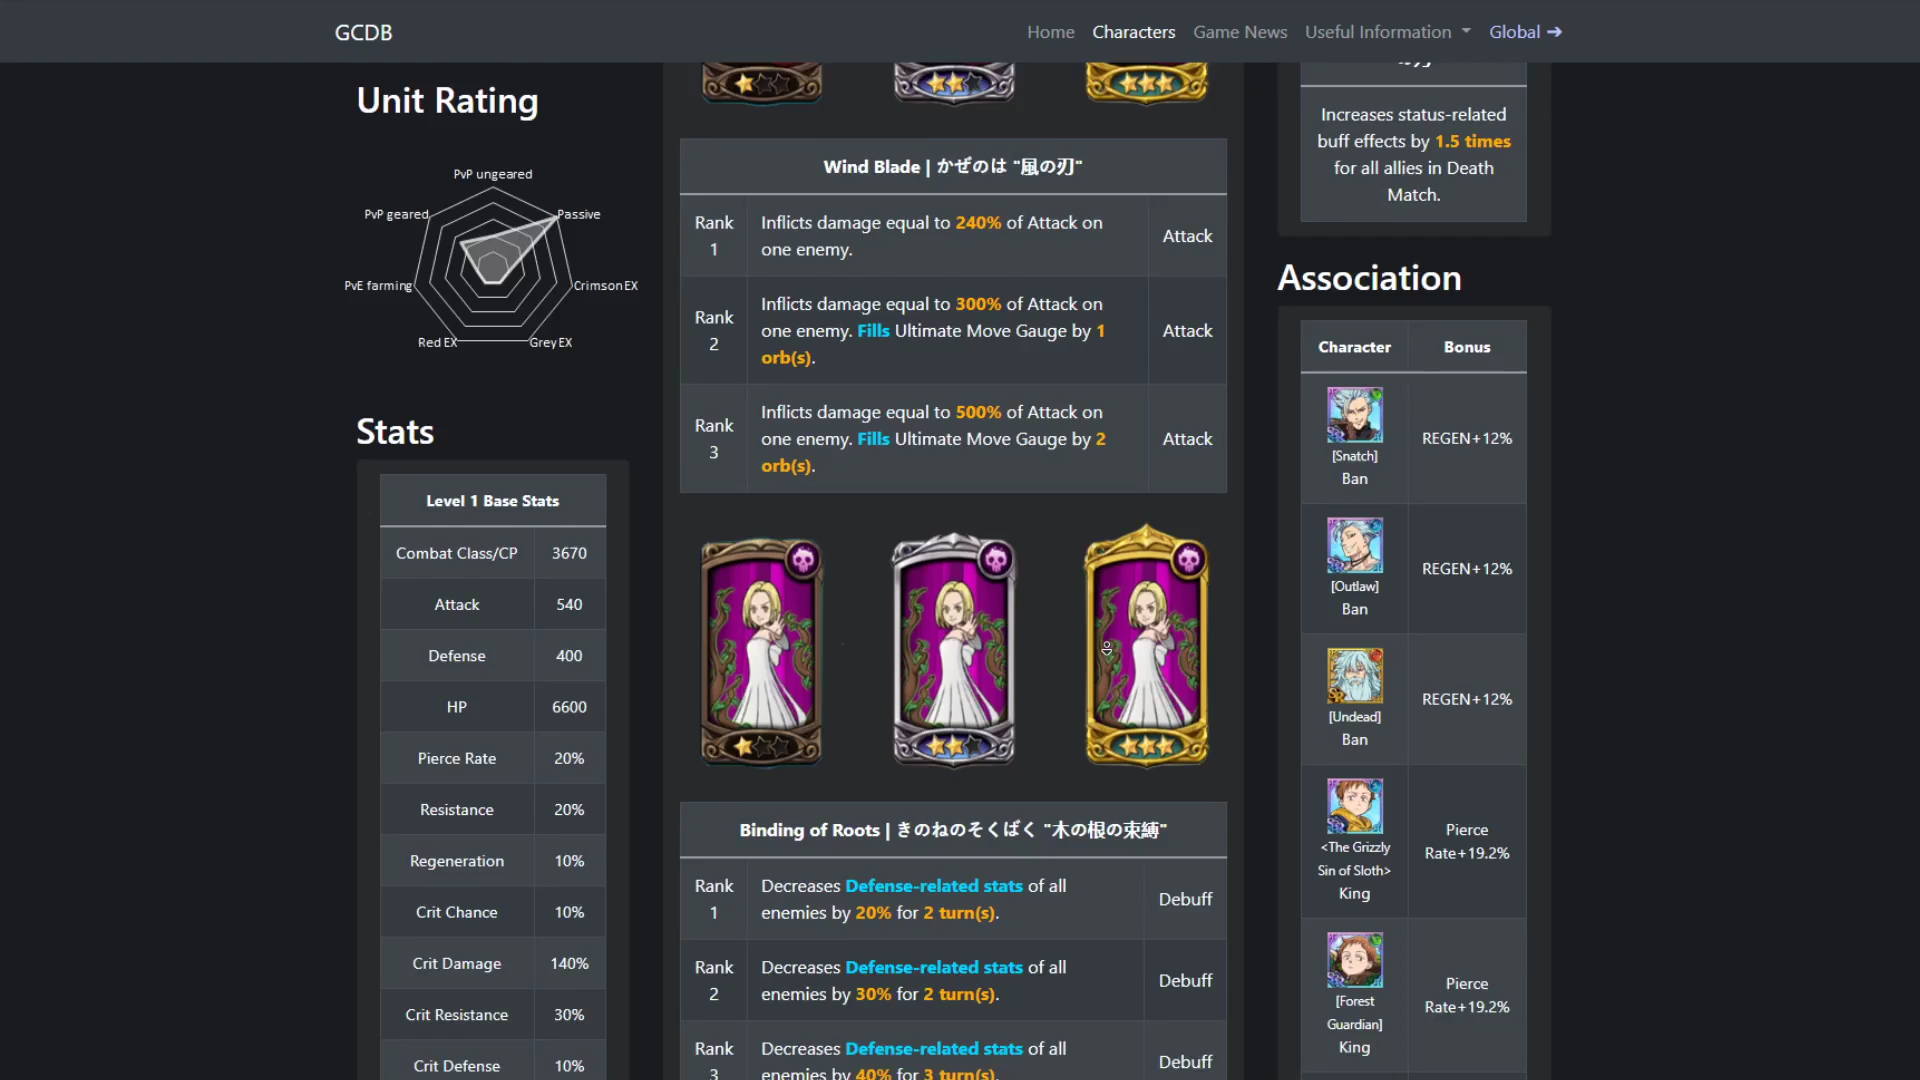 GCDB
Home
Characters
Game News
Useful Information
Global ➔
Unit Rating
PvP ungeared
PvP geared
Passive
PvE farming
Crimson EX
Red EX
Grey EX
Stats
Level 1 Base Stats
Combat Class/CP 3670
Attack 540
Defense 400
HP 6600
Pierce Rate 20%
Resistance 20%
Regeneration 10%
Crit Chance 10%
Crit Damage 140%
Crit Resistance 30%
Crit Defense 10%
Wind Blade | かぜのは "風の刃"
Rank
1
Inflicts damage equal to 240% of Attack on
one enemy.
Attack
Rank
2
Inflicts damage equal to 300% of Attack on
one enemy. Fills Ultimate Move Gauge by 1
orb(s).
Attack
Rank
3
Inflicts damage equal to 500% of Attack on
one enemy. Fills Ultimate Move Gauge by 2
orb(s).
Attack
Binding of Roots | きのねのそくばく "木の根の束縛"
Rank
1
Decreases Defense-related stats of all
enemies by 20% for 2 turn(s).
Debuff
Rank
2
Decreases Defense-related stats of all
enemies by 30% for 2 turn(s).
Debuff
Rank
3
Decreases Defense-related stats of all
enemies by 40% for 3 turn(s).
Debuff
Increases status-related
buff effects by 1.5 times
for all allies in Death
Match.
Association
Character Bonus
[Snatch]
Ban
REGEN+12%
[Outlaw]
Ban
REGEN+12%
[Undead]
Ban
REGEN+12%
<The Grizzly
Sin of Sloth>
King
Pierce
Rate+19.2%
[Forest
Guardian]
King
Pierce
Rate+19.2%